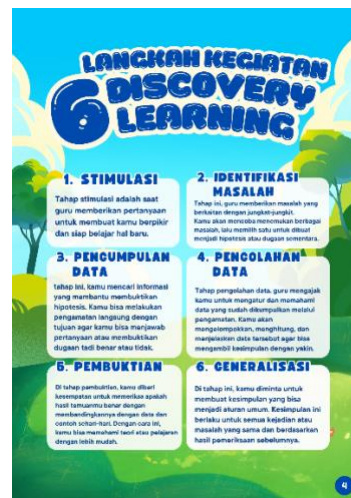 LANGKAH KEGIATAN
6 DISCOVERY
LEARNING
1. STIMULASI
Tahap stimulasi adalah saat
guru memberikan pertanyaan
untuk membuat kamu berpikir
dan siap belajar hal baru.
2. IDENTIFIKASI
MASALAH
Tahap ini, guru memberikan masalah yang
berkaitan dengan jungkat-jungkit.
Kamu akan mencoba menemukan berbagai
masalah, lalu memilih satu untuk dibuat
menjadi hipotesis atau dugaan sementara.
3. PENGUMPULAN
DATA
tahap ini, kamu mencari informasi
yang membantu membuktikan
hipotesis. Kamu bisa melakukan
pengamatan langsung dengan
tujuan agar kamu bisa menjawab
pertanyaan atau membuktikan
dugaan tadi benar atau tidak.
4. PENGOLAHAN
DATA
Tahap pengolahan data, guru mengajak
kamu untuk mengatur dan memahami
data yang sudah dikumpulkan melalui
pengamatan. Kamu akan
mengelompokkan, menghitung, dan
menjelaskan data tersebut agar bisa
mengambil kesimpulan dengan yakin.
5. PEMBUKTIAN
Di tahap pembuktian, kamu diberi
kesempatan untuk memeriksa apakah
hasil temuanmu benar dengan
membandingkannya dengan data dan
contoh sehari-hari. Dengan cara ini,
kamu bisa memahami teori atau pelajaran
dengan lebih mudah.
6. GENERALISASI
Di tahap ini, kamu diminta untuk
membuat kesimpulan yang bisa
menjadi aturan umum. Kesimpulan ini
berlaku untuk semua kejadian atau
masalah yang sama dan berdasarkan
hasil pemeriksaan sebelumnya.
4